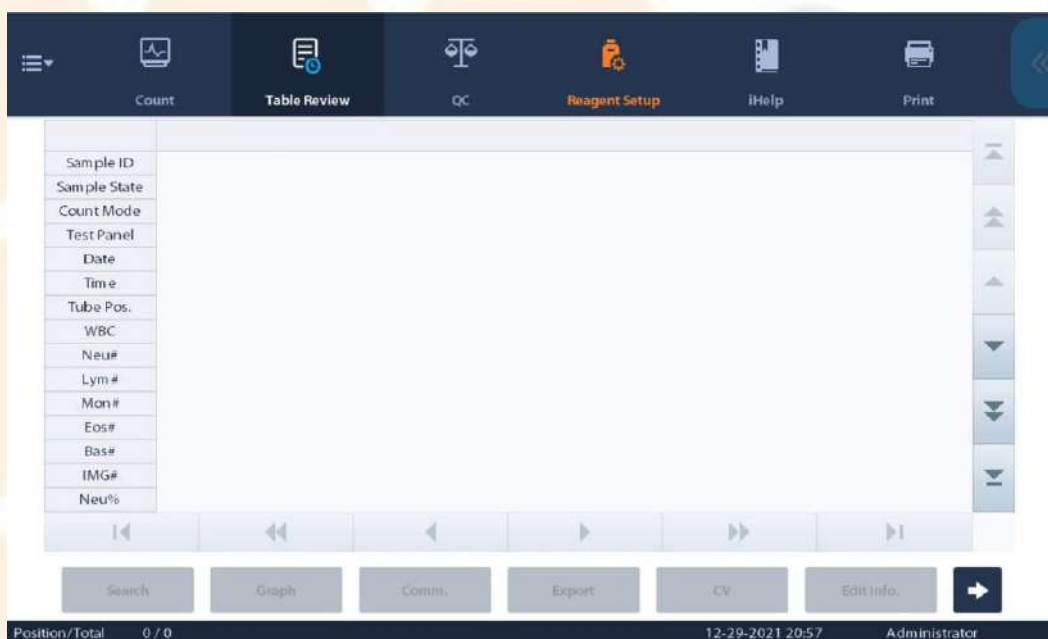 Count
Table Review
QC
Reagent Setup
iHelp
Print
Sample ID
Sample State
Count Mode
Test Panel
Date
Time
Tube Pos.
WBC
Neu#
Lym#
Mon#
Eos#
Bas#
IMG#
Neu%
Search
Graph
Comm.
Export
CV
Edit Info.
Position/Total 0 / 0 12-29-2021 20:57 Administrator